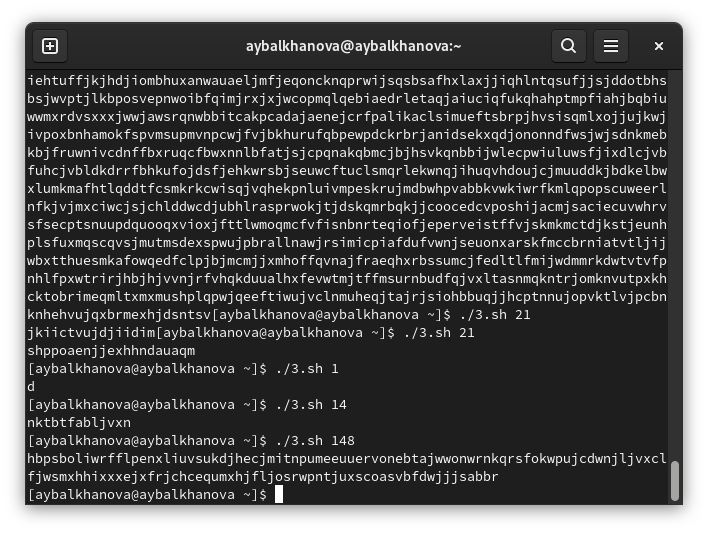 aybalkhanova@aybalkhanova:~
iehtuffjkjhdjiombhuxanwauaeljmfjeqoncknqprwijsqsbsafhxlaxjjiqhlntqsufjjsjddotbhs
bsjwvptjlkbposvepnwoibfqimjrxjxjwcopmqlqebiaedrletaqjaiuciqfukqhahptmpfiahjbqbiu
wwmxrdvsxxxjwwjawsrqnwbbitcakpcadajaenejcrfpalikaclsimueftsbrpjhvsisqmlxojjujkwj
ivpoxbnhamokfspvmsupmvnpcwjfvjbkhurufqbpewpdckrbrjanidsekxqdjononndfwsjwjsdnkmeb
kbjfruwnivcdnffbxruqcfbwxnnlbfatjsjcpqnakqbmcjbjhsvkqnbbijwlecpwiuluwsfjixdlcjvb
fuhcjvbldkdrrfbhkufojdsfjehkwrsbjseuwcftuclsmqrlekwnqjihuqvhdoujcjmuuddkjbdkelbw
xlumkmafhtlqddtfcsmkrkcwisqjvqhekpnluivmpeskrujmdbwhpvabbkvwkiwrfkmlqpopscuweerl
nfkjvjmxciwcjsjchlddwcdjubhlrasprwokjtjdskqmrbqkjjcoocedcvposhijacmjsaciecuvwhrv
sfsecptsnuupdquooqxvioxjfttlwmoqmcfvfisnbnrteqiofjeperveistffvjskmkmctdjkstjeunh
plsfuxmqscqvsjmutmsdexspwujpbrallnawjrsimicpiafdufvwnjseuonxarskfmccbrniatvtljij
wbxtthuesmkafowqedfclpjbjmcmjjxmhoffqvnajfraeqhxrbssumcjfedltlfmijwdmmrkdwtvtvfp
nhlfpxwtrirjhbjhjvvnjrfvhqkduualhxfevwtmjtffmsurnbudfqjvxltasnmqkntrjomknvutpxkh
cktobrimeqmltxmxmushplqpwjqeeftiwujvclnmuheqjtajrjsiohbbuqjjhcptnnujopvktlvjpcbn
knhehvujqxbrmexhjdsntsv[aybalkhanova@aybalkhanova ~]$ ./3.sh 21
jkiictvujdjiidim[aybalkhanova@aybalkhanova ~]$ ./3.sh 21
shppoaenjjexhhndauaqm
[aybalkhanova@aybalkhanova ~]$ ./3.sh 1
d
[aybalkhanova@aybalkhanova ~]$ ./3.sh 14
nktbtfabljvxn
[aybalkhanova@aybalkhanova ~]$ ./3.sh 148
hbpsboliwrfflpenxliuvsukdjhecjmitnpumeeuuervonebtajwwonwrnkqrsfokwpujcdwnjljvxcl
fjwsmxhhixxxejxfrjchcequmxhjfljosrwpntjuxscoasvbfdwjjjsabbr
[aybalkhanova@aybalkhanova ~]$